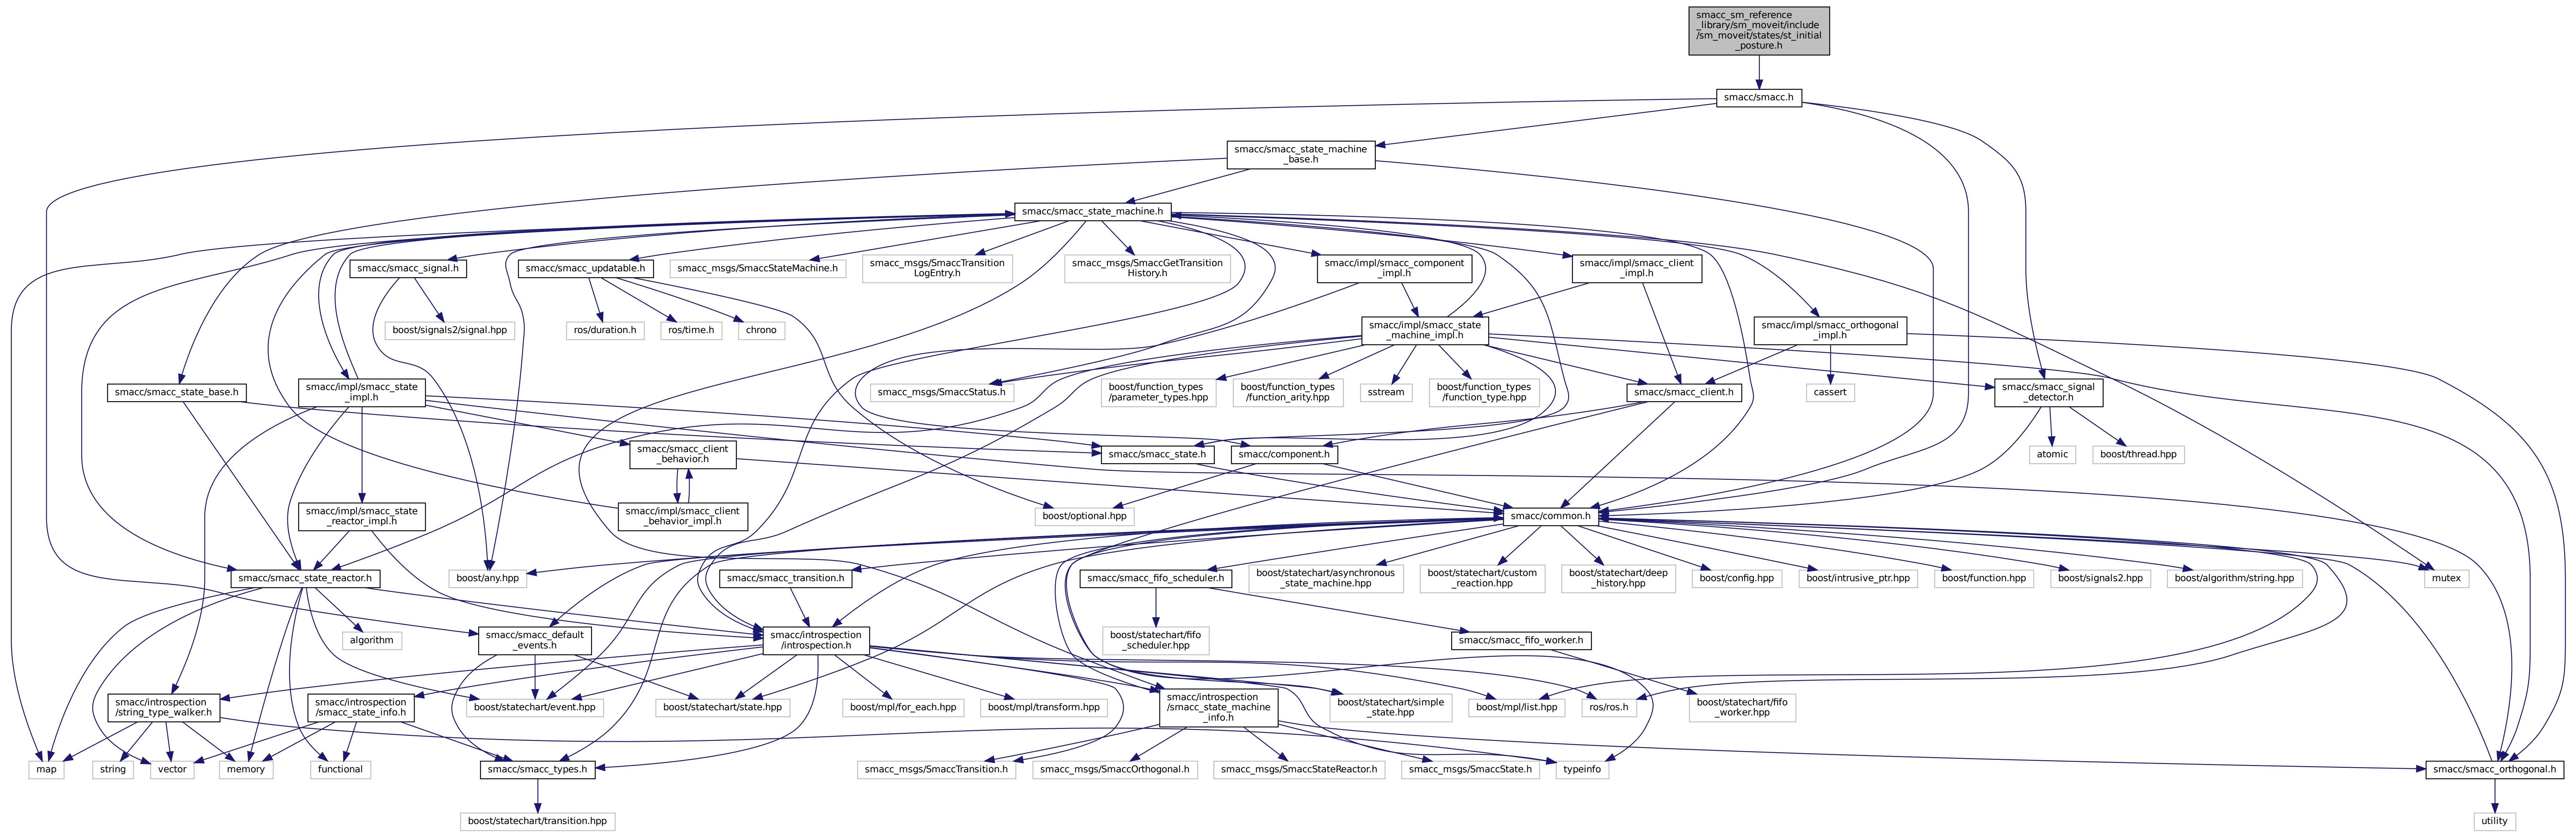 smacc_sm_reference
_library/sm_moveit/include
/sm_moveit/states/st_initial
_posture.h
smacc/smacc.h
smacc/smacc_state_machine
_base.h
smacc/smacc_state_machine.h
smacc/smacc_signal.h
smacc/smacc_updatable.h
smacc_msgs/SmaccStateMachine.h
smacc_msgs/SmaccTransition
LogEntry.h
smacc_msgs/SmaccGetTransition
History.h
smacc/impl/smacc_component
_impl.h
smacc/impl/smacc_client
_impl.h
boost/signals2/signal.hpp
ros/duration.h
ros/time.h
chrono
smacc/impl/smacc_state
_machine_impl.h
smacc/impl/smacc_orthogonal
_impl.h
smacc/smacc_state_base.h
smacc/impl/smacc_state
_impl.h
smacc_msgs/SmaccStatus.h
boost/function_types
/parameter_types.hpp
boost/function_types
/function_arity.hpp
sstream
boost/function_types
/function_type.hpp
smacc/smacc_client.h
cassert
smacc/smacc_signal
_detector.h
smacc/smacc_client
_behavior.h
smacc/smacc_state.h
smacc/component.h
atomic
boost/thread.hpp
smacc/impl/smacc_state
_reactor_impl.h
smacc/impl/smacc_client
_behavior_impl.h
boost/optional.hpp
smacc/common.h
smacc/smacc_state_reactor.h
boost/any.hpp
smacc/smacc_transition.h
smacc/smacc_fifo_scheduler.h
boost/statechart/asynchronous
_state_machine.hpp
boost/statechart/custom
_reaction.hpp
boost/statechart/deep
_history.hpp
boost/config.hpp
boost/intrusive_ptr.hpp
boost/function.hpp
boost/signals2.hpp
boost/algorithm/string.hpp
mutex
algorithm
smacc/smacc_default
_events.h
smacc/introspection
/introspection.h
boost/statechart/fifo
_scheduler.hpp
smacc/smacc_fifo_worker.h
smacc/introspection
/string_type_walker.h
smacc/introspection
/smacc_state_info.h
boost/statechart/event.hpp
boost/statechart/state.hpp
boost/mpl/for_each.hpp
boost/mpl/transform.hpp
smacc/introspection
/smacc_state_machine
_info.h
boost/statechart/simple
_state.hpp
boost/mpl/list.hpp
ros/ros.h
boost/statechart/fifo
_worker.hpp
map
string
vector
memory
functional
smacc/smacc_types.h
smacc_msgs/SmaccTransition.h
smacc_msgs/SmaccOrthogonal.h
smacc_msgs/SmaccStateReactor.h
smacc_msgs/SmaccState.h
typeinfo
smacc/smacc_orthogonal.h
boost/statechart/transition.hpp
utility